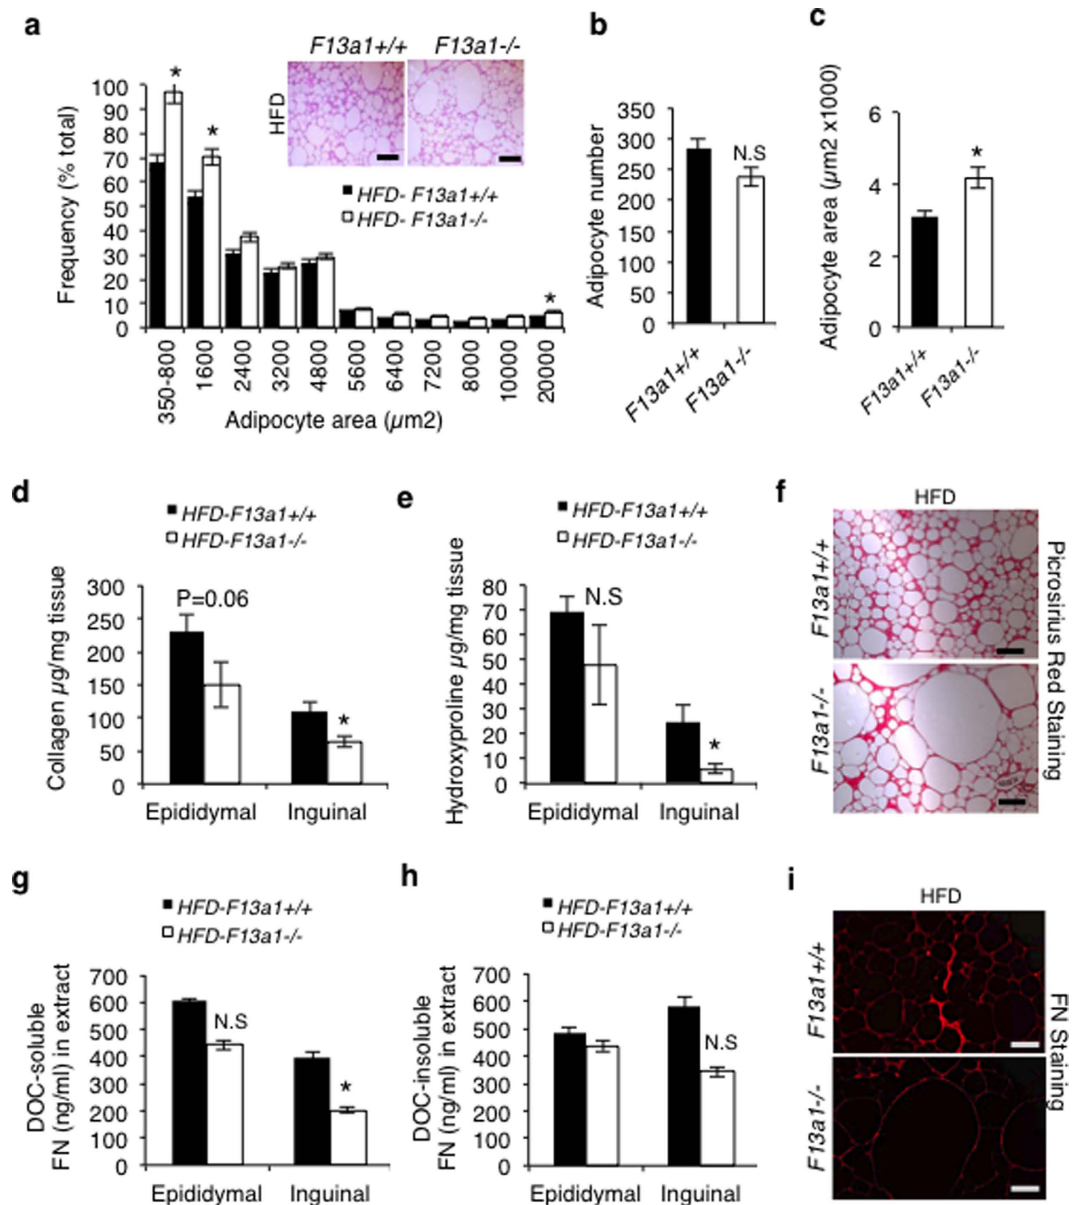 a
F13a1+/+ F13a1-/-
HFD
Frequency (% total)
100
90
80
70
60
50
40
30
20
10
0
* * *
HFD- F13a1+/+
HFD- F13a1-/-
350-800 1600 2400 3200 4800 5600 6400 7200 8000 10000 20000
Adipocyte area (µm2)
b
Adipocyte number
350
300
250
200
150
100
50
0
N.S
F13a1+/+ F13a1-/-
c
Adipocyte area (µm2 x1000)
6
4
2
0
*
F13a1+/+ F13a1-/-
d
HFD-F13a1+/+
HFD-F13a1-/-
Collagen µg/mg tissue
300
250
200
150
100
50
0
P=0.06
*
Epididymal Inguinal
e
HFD-F13a1+/+
HFD-F13a1-/-
Hydroxyproline µg/mg tissue
80
70
60
50
40
30
20
10
0
N.S
*
Epididymal Inguinal
f
HFD
F13a1+/+
F13a1-/-
Picrosirius Red Staining
g
HFD-F13a1+/+
HFD-F13a1-/-
DOC-soluble
FN (ng/ml) in extract
700
600
500
400
300
200
100
0
N.S
*
Epididymal Inguinal
h
HFD-F13a1+/+
HFD-F13a1-/-
DOC-insoluble
FN (ng/ml) in extract
700
600
500
400
300
200
100
0
N.S
Epididymal Inguinal
i
HFD
F13a1+/+
F13a1-/-
FN Staining